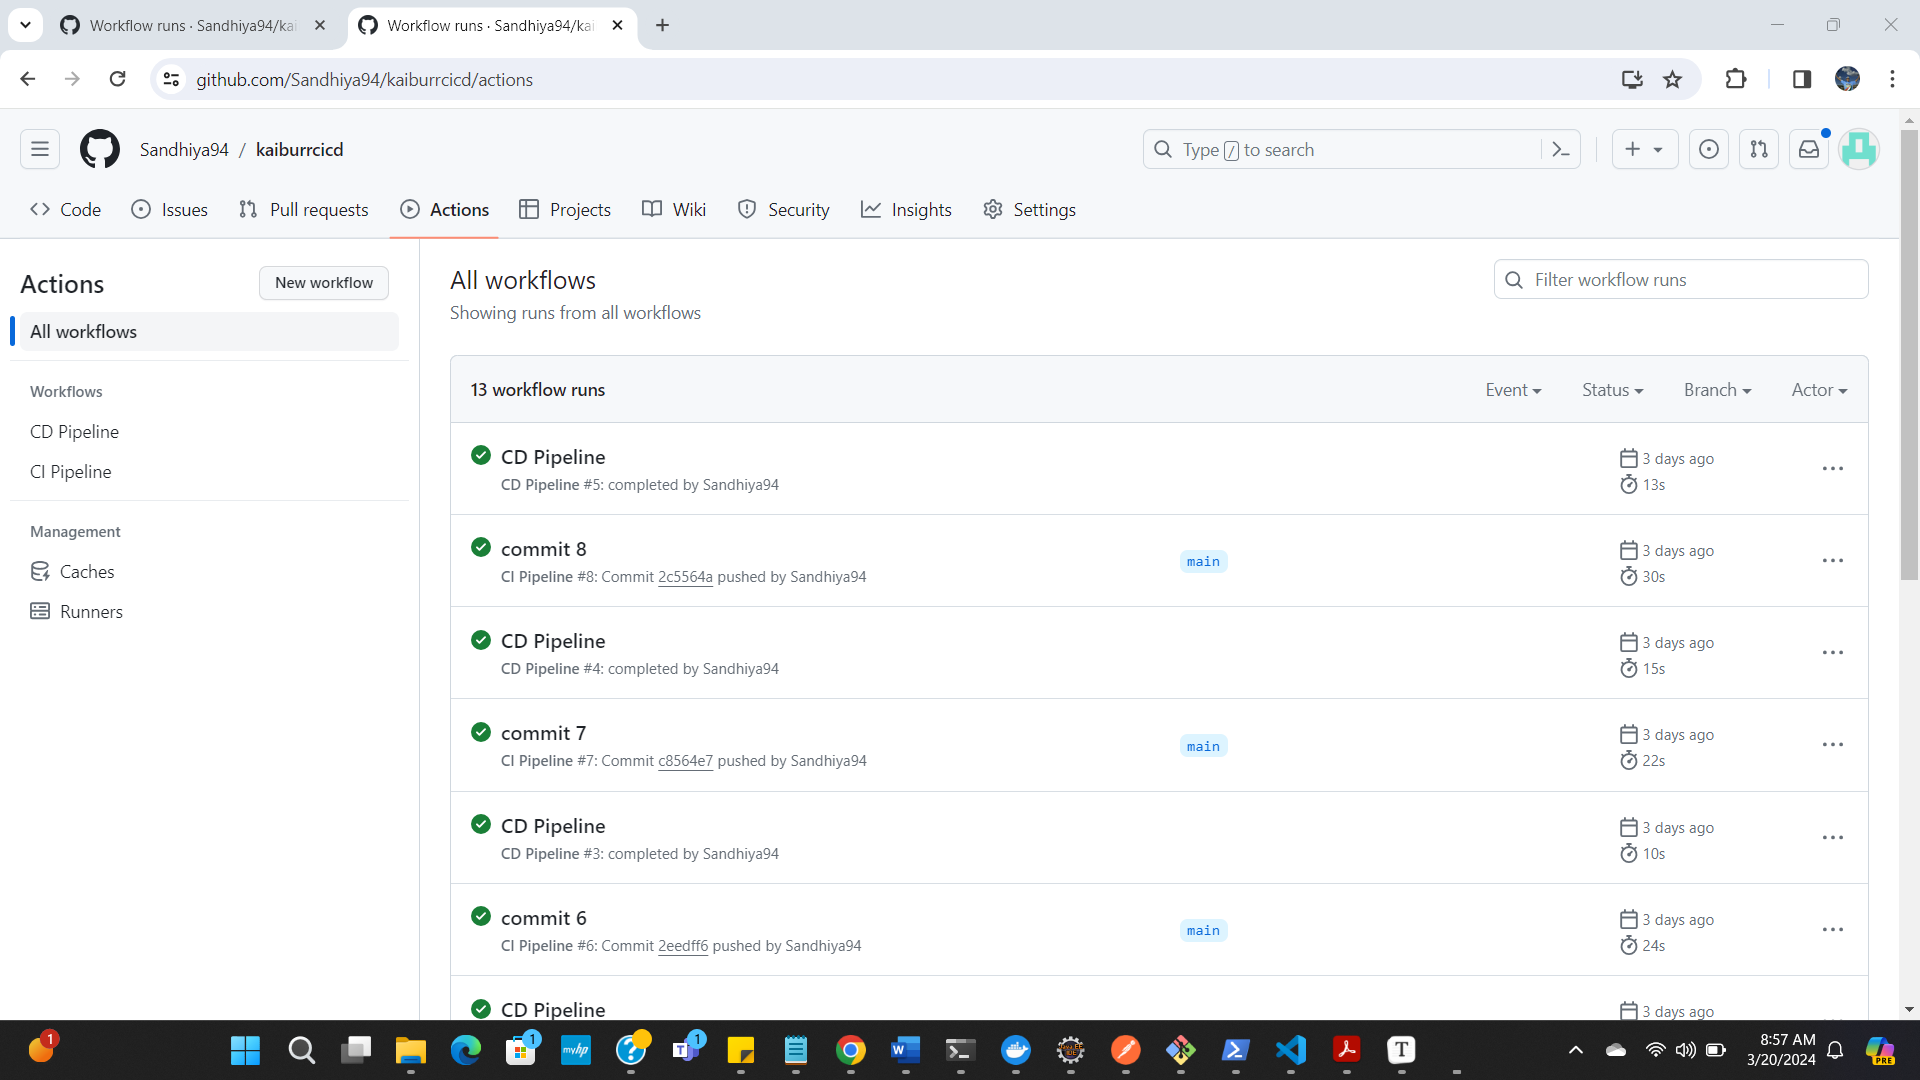 Workflow runs · Sandhiya94/kai
Workflow runs · Sandhiya94/kai
github.com/Sandhiya94/kaiburrcicd/actions
Sandhiya94 / kaiburrcicd
Type / to search
Code
Issues
Pull requests
Actions
Projects
Wiki
Security
Insights
Settings
Actions
New workflow
All workflows
Workflows
CD Pipeline
CI Pipeline
Management
Caches
Runners
All workflows
Showing runs from all workflows
Filter workflow runs
13 workflow runs
Event
Status
Branch
Actor
CD Pipeline
CD Pipeline #5: completed by Sandhiya94
3 days ago
13s
commit 8
CI Pipeline #8: Commit 2c5564a pushed by Sandhiya94
main
3 days ago
30s
CD Pipeline
CD Pipeline #4: completed by Sandhiya94
3 days ago
15s
commit 7
CI Pipeline #7: Commit c8564e7 pushed by Sandhiya94
main
3 days ago
22s
CD Pipeline
CD Pipeline #3: completed by Sandhiya94
3 days ago
10s
commit 6
CI Pipeline #6: Commit 2eedff6 pushed by Sandhiya94
main
3 days ago
24s
CD Pipeline
3 days ago
1
1
myhp
1
8:57 AM
3/20/2024
PRE